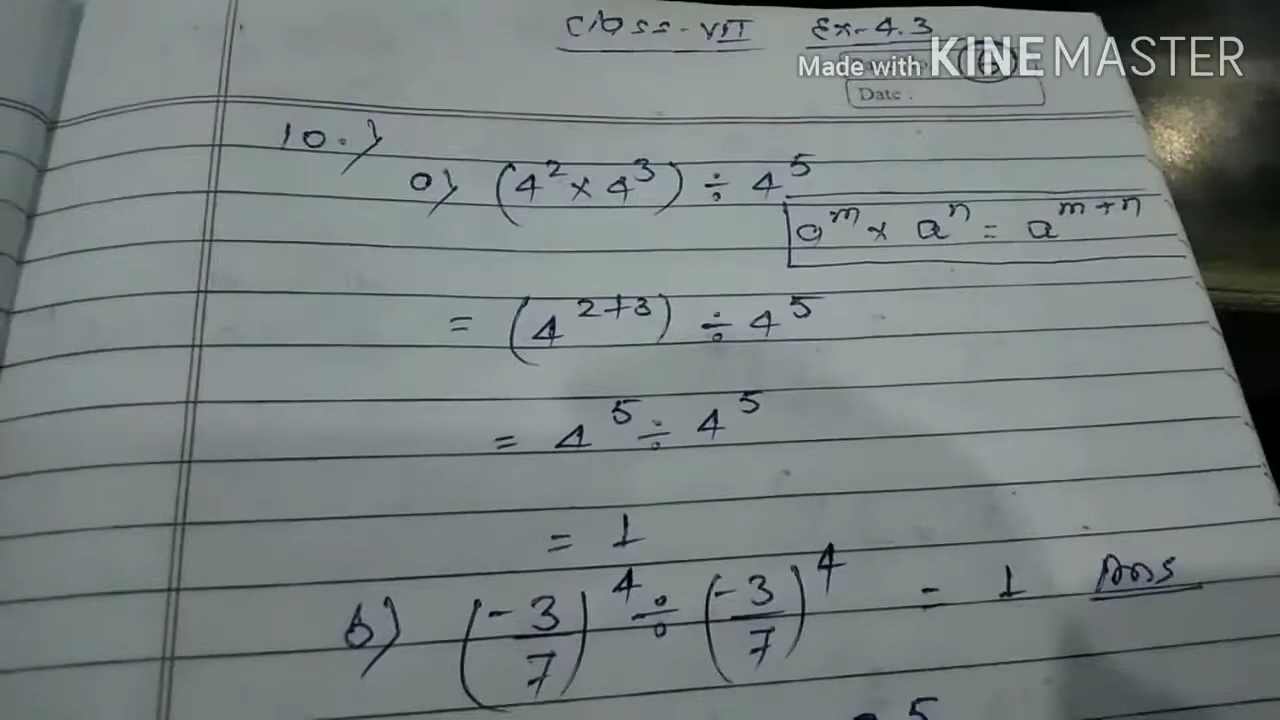 Class-VII Ex-4.3
Made with KINEMASTER
Date :
10.)
a) (4² × 4³) ÷ 4⁵
aᵐ × aⁿ = aᵐ⁺ⁿ
= (4²⁺³) ÷ 4⁵
= 4⁵ ÷ 4⁵
= 1
b) (-3/7)⁴ ÷ (-3/7)⁴ = 1 Ans
5